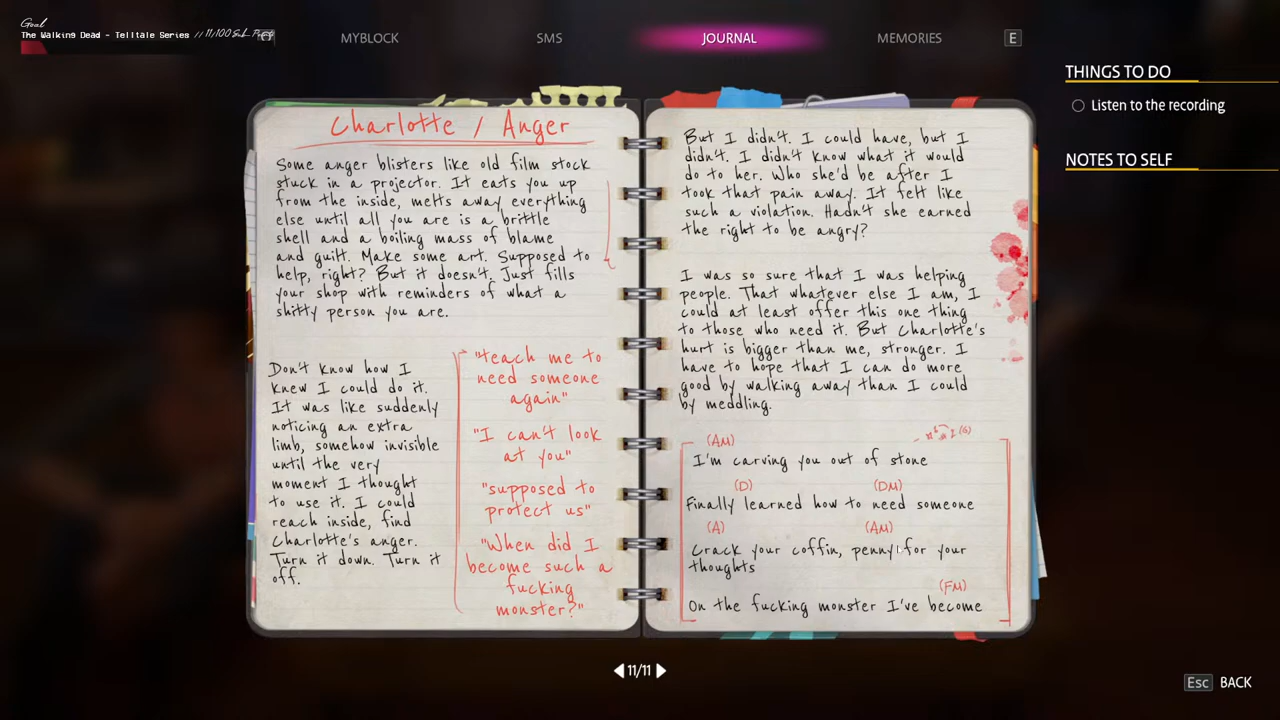 Goal
The Walking Dead - Telltale Series // 11/100 Sub
MYBLOCK
SMS
JOURNAL
MEMORIES
E
THINGS TO DO
Listen to the recording
NOTES TO SELF
Charlotte / Anger
Some anger blisters like old film stock
stuck in a projector. It eats you up
from the inside, melts away everything
else until all you are is a brittle
shell and a boiling mass of blame
and guilt. Make some art. Supposed to
help, right? But it doesn't. Just fills
your shop with reminders of what a
shitty person you are.
Don't know how I
knew I could do it.
It was like suddenly
noticing an extra
limb, somehow invisible
until the very
moment I thought
to use it. I could
reach inside, find
Charlotte's anger.
Turn it down. Turn it
off.
"teach me to
need someone
again"
"I can't look
at you"
"supposed to
protect us"
"When did I
become such a
fucking
monster?"
But I didn't. I could have, but I
didn't. I didn't know what it would
do to her. Who she'd be after I
took that pain away. It felt like
such a violation. Hadn't she earned
the right to be angry?
I was so sure that I was helping
people. That whatever else I am, I
could at least offer this one thing
to those who need it. But Charlotte's
hurt is bigger than me, stronger. I
have to hope that I can do more
good by walking away than I could
by meddling.
(AM)
I'm carving you out of stone
(D) (DM)
Finally learned how to need someone
(A) (AM)
Crack your coffin, penny for your
thoughts
(FM)
On the fucking monster I've become
11/11
Esc BACK